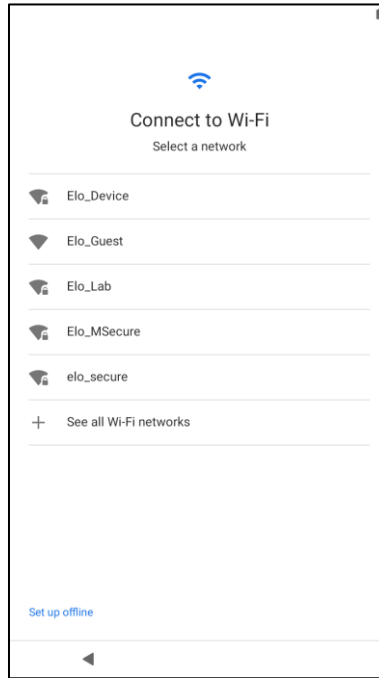 Connect to Wi-Fi
Select a network
Elo_Device
Elo_Guest
Elo_Lab
Elo_MSecure
elo_secure
See all Wi-Fi networks
Set up offline